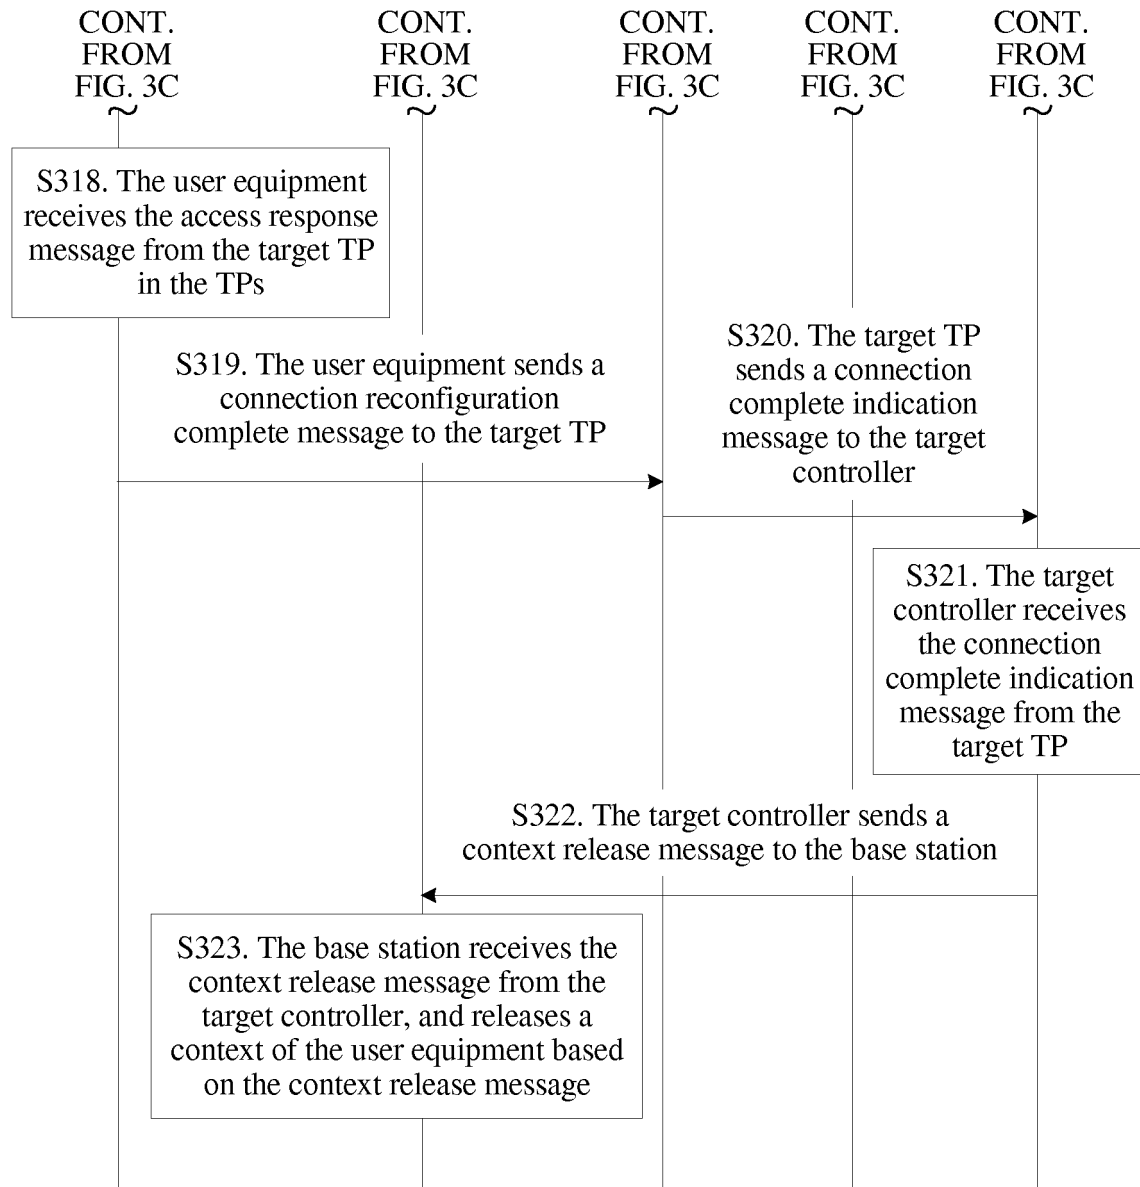 CONT.
FROM
FIG. 3C
CONT.
FROM
FIG. 3C
CONT.
FROM
FIG. 3C
CONT.
FROM
FIG. 3C
CONT.
FROM
FIG. 3C
S318. The user equipment
receives the access response
message from the target TP
in the TPs
S319. The user equipment sends a
connection reconfiguration
complete message to the target TP
S320. The target TP
sends a connection
complete indication
message to the target
controller
S321. The target
controller receives
the connection
complete indication
message from the
target TP
S322. The target controller sends a
context release message to the base station
S323. The base station receives the
context release message from the
target controller, and releases a
context of the user equipment based
on the context release message